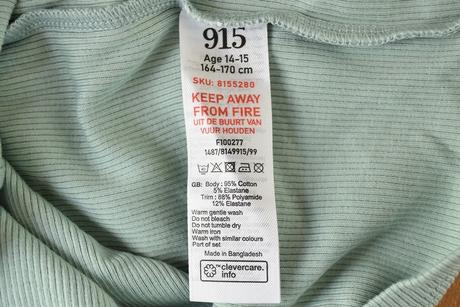 915
Age 14-15
164-170 cm
SKU: 8155280
KEEP AWAY
FROM FIRE
UIT DE BUURT VAN
VUUR HOUDEN
F100277
1487/8149915/99
GB: Body : 95% Cotton
5% Elastane
Trim : 88% Polyamide
12% Elastane
Warm gentle wash
Do not bleach
Do not tumble dry
Warm iron
Wash with similar colours
Part of set
Made in Bangladesh
™clevercare.
info